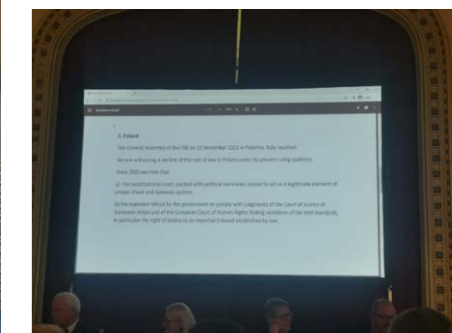 II. Poland
The General Assembly of the FBE on 12 November 2022 in Palermo, Italy resolved:
We are witnessing a decline of the rule of law in Poland under its present ruling coalition.
Since 2015 we note that
i) the constitutional court, packed with political nominees, ceased to act as a legitimate element of
proper check and balances system;
ii) the repeated refusal by the government to comply with judgments of the Court of Justice of
European Union and of the European Court of Human Rights finding violations of fair trial standards,
in particular the right of access to an impartial tribunal established by law;